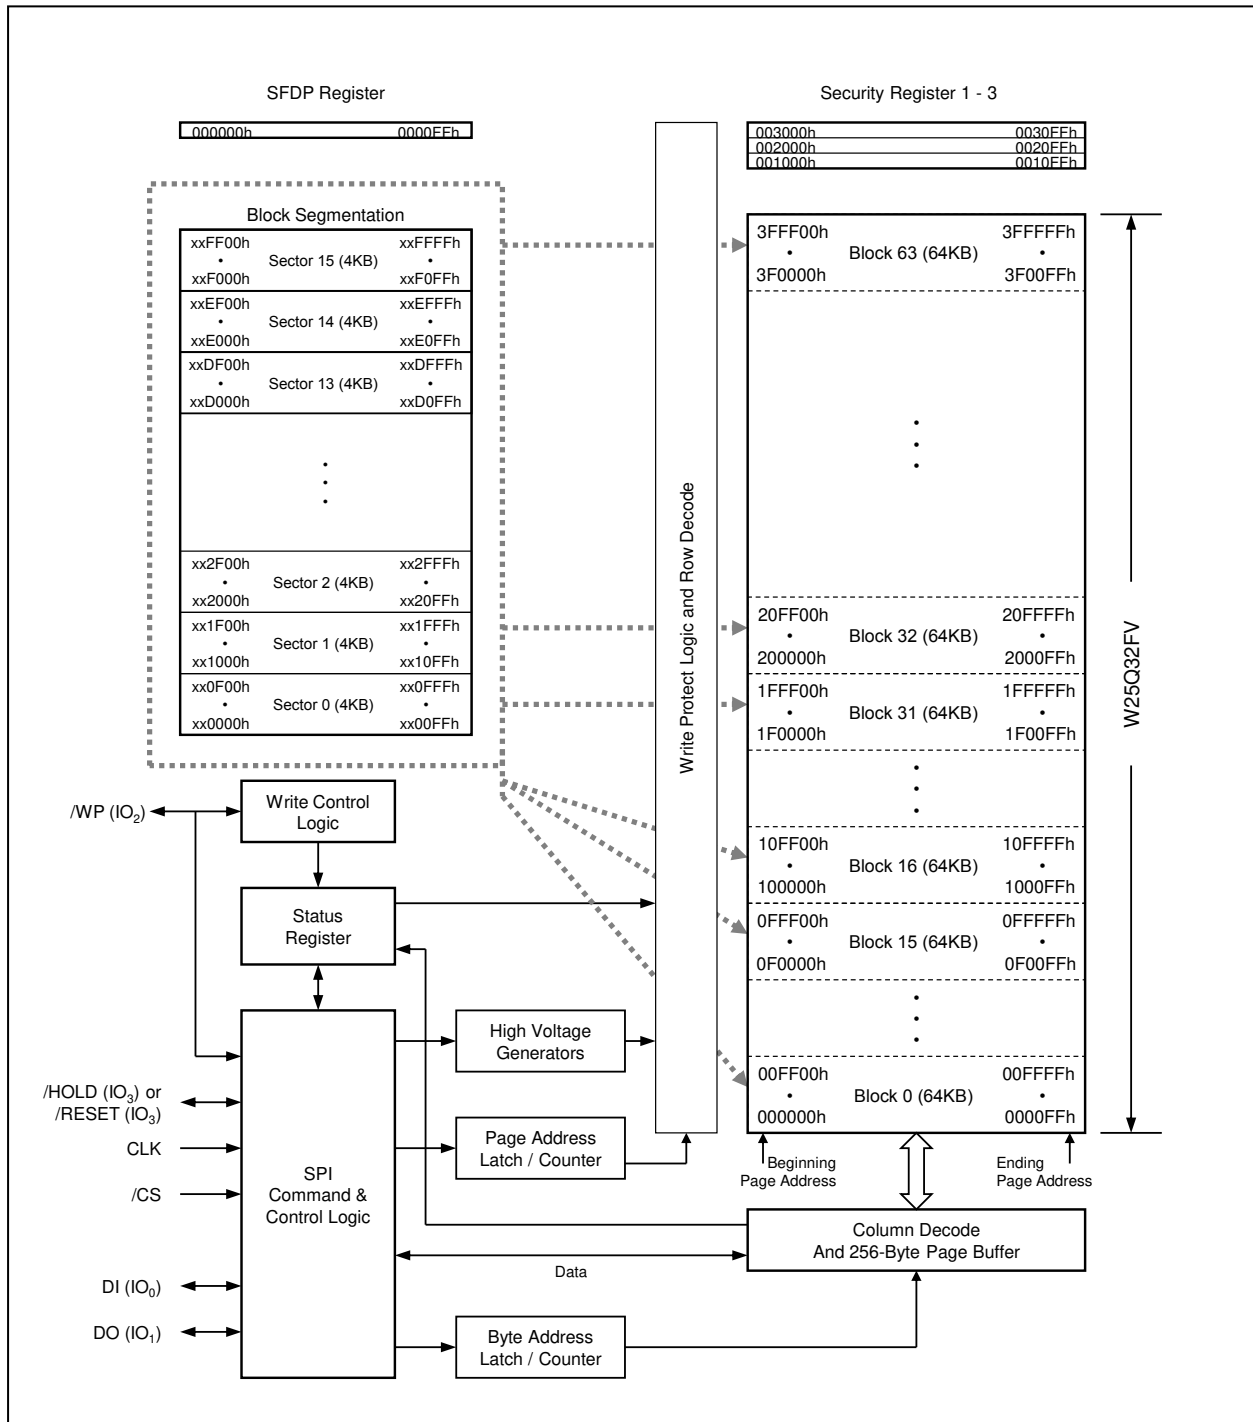 SFDP Register
000000h 0000FFh
Security Register 1 - 3
003000h 0030FFh
002000h 0020FFh
001000h 0010FFh
Block Segmentation
xxFF00h xxFFFFh
• Sector 15 (4KB) •
xxF000h xxF0FFh
xxEF00h xxEFFFh
• Sector 14 (4KB) •
xxE000h xxE0FFh
xxDF00h xxDFFFh
• Sector 13 (4KB) •
xxD000h xxD0FFh
xx2F00h xx2FFFh
• Sector 2 (4KB) •
xx2000h xx20FFh
xx1F00h xx1FFFh
• Sector 1 (4KB) •
xx1000h xx10FFh
xx0F00h xx0FFFh
• Sector 0 (4KB) •
xx0000h xx00FFh
Write Protect Logic and Row Decode
3FFF00h 3FFFFFh
• Block 63 (64KB) •
3F0000h 3F00FFh
20FF00h 20FFFFh
• Block 32 (64KB) •
200000h 2000FFh
1FFF00h 1FFFFFh
• Block 31 (64KB) •
1F0000h 1F00FFh
10FF00h 10FFFFh
• Block 16 (64KB) •
100000h 1000FFh
0FFF00h 0FFFFFh
• Block 15 (64KB) •
0F0000h 0F00FFh
00FF00h 00FFFFh
• Block 0 (64KB) •
000000h 0000FFh
W25Q32FV
Beginning
Page Address
Ending
Page Address
/WP (IO2)
Write Control
Logic
Status
Register
High Voltage
Generators
/HOLD (IO3) or
/RESET (IO3)
CLK
/CS
SPI
Command &
Control Logic
Page Address
Latch / Counter
Column Decode
And 256-Byte Page Buffer
Data
DI (IO0)
DO (IO1)
Byte Address
Latch / Counter